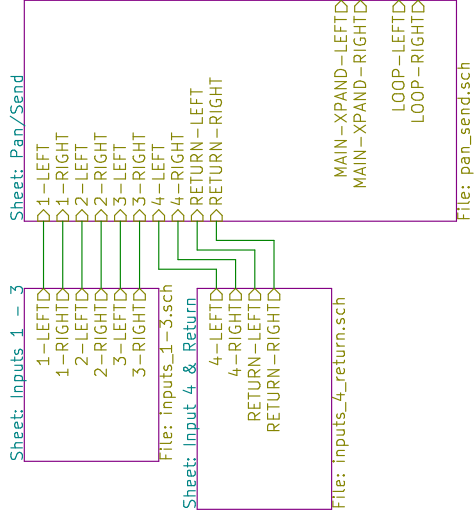 Sheet: Pan/Send
1-LEFT
1-RIGHT
2-LEFT
2-RIGHT
3-LEFT
3-RIGHT
4-LEFT
4-RIGHT
RETURN-LEFT
RETURN-RIGHT
MAIN-XPAND-LEFT
MAIN-XPAND-RIGHT
LOOP-LEFT
LOOP-RIGHT
File: pan_send.sch
Sheet: Inputs 1 - 3
1-LEFT
1-RIGHT
2-LEFT
2-RIGHT
3-LEFT
3-RIGHT
File: inputs_1-3.sch
Sheet: Input 4 & Return
4-LEFT
4-RIGHT
RETURN-LEFT
RETURN-RIGHT
File: inputs_4_return.sch